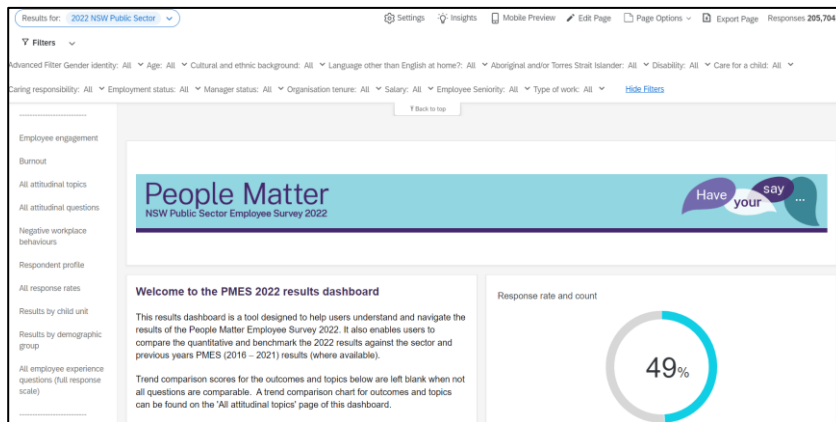 Results for: 2022 NSW Public Sector
Settings Insights Mobile Preview Edit Page Page Options Export Page Responses 205,704
Filters
Advanced Filter Gender identity: All Age: All Cultural and ethnic background: All Language other than English at home?: All Aboriginal and/or Torres Strait Islander: All Disability: All Care for a child: All
Caring responsibility: All Employment status: All Manager status: All Organisation tenure: All Salary: All Employee Seniority: All Type of work: All Hide Filters
Back to top
------------------------
Employee engagement
Burnout
All attitudinal topics
All attitudinal questions
Negative workplace
behaviours
Respondent profile
All response rates
Results by child unit
Results by demographic
group
All employee experience
questions (full response
scale)
------------------------
People Matter
NSW Public Sector Employee Survey 2022
Have
your
say
...
Welcome to the PMES 2022 results dashboard
This results dashboard is a tool designed to help users understand and navigate the
results of the People Matter Employee Survey 2022. It also enables users to
compare the quantitative and benchmark the 2022 results against the sector and
previous years PMES (2016 – 2021) results (where available).
Trend comparison scores for the outcomes and topics below are left blank when not
all questions are comparable. A trend comparison chart for outcomes and topics
can be found on the 'All attitudinal topics' page of this dashboard.
Response rate and count
49%